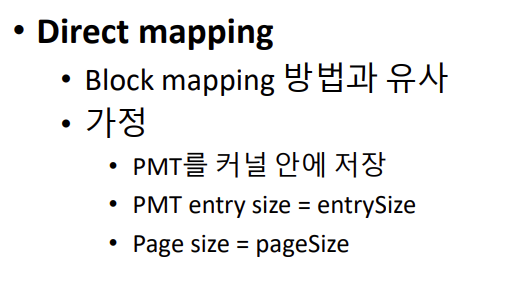 • Direct mapping
• Block mapping 방법과 유사
• 가정
• PMT를 커널 안에 저장
• PMT entry size = entrySize
• Page size = pageSize